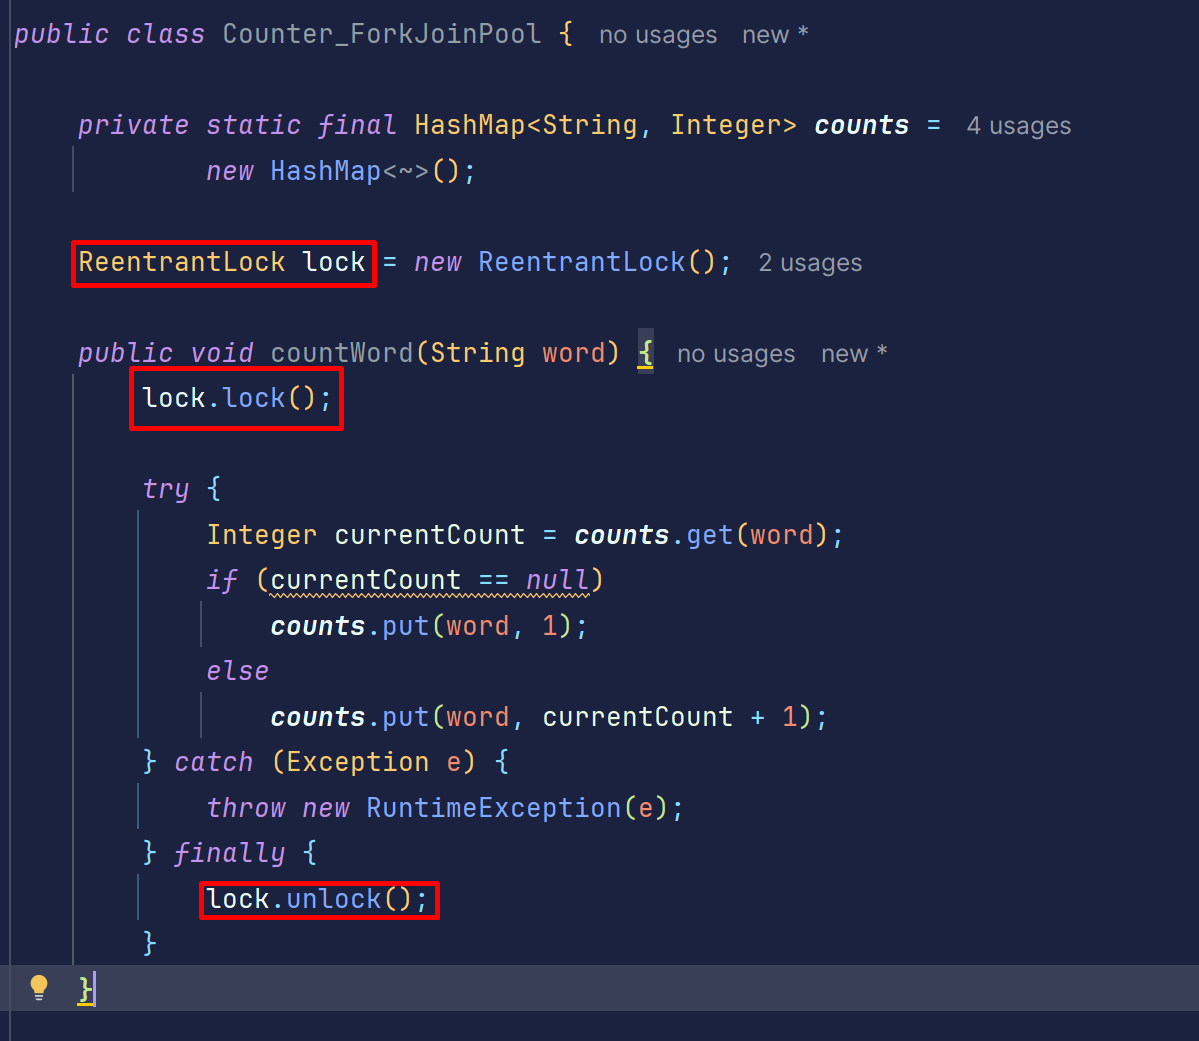 public class Counter_ForkJoinPool { no usages new *
private static final HashMap<String, Integer> counts = 4 usages
new HashMap<~>();
ReentrantLock lock = new ReentrantLock(); 2 usages
public void countWord(String word) { no usages new *
lock.lock();
try {
Integer currentCount = counts.get(word);
if (currentCount == null)
counts.put(word, 1);
else
counts.put(word, currentCount + 1);
} catch (Exception e) {
throw new RuntimeException(e);
} finally {
lock.unlock();
}
}